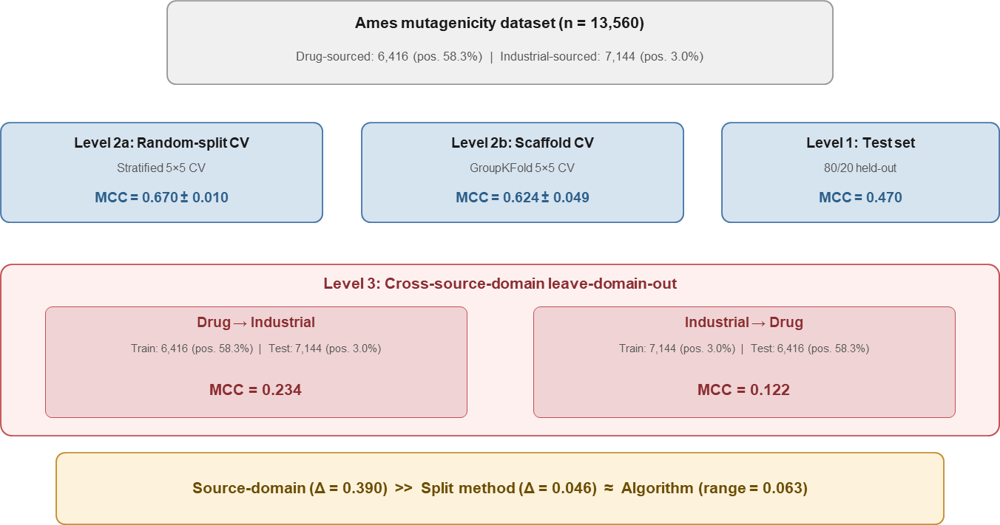 Ames mutagenicity dataset (n = 13,560)
Drug-sourced: 6,416 (pos. 58.3%) | Industrial-sourced: 7,144 (pos. 3.0%)
Level 2a: Random-split CV
Stratified 5×5 CV
MCC = 0.670 ± 0.010
Level 2b: Scaffold CV
GroupKFold 5×5 CV
MCC = 0.624 ± 0.049
Level 1: Test set
80/20 held-out
MCC = 0.470
Level 3: Cross-source-domain leave-domain-out
Drug → Industrial
Train: 6,416 (pos. 58.3%) | Test: 7,144 (pos. 3.0%)
MCC = 0.234
Industrial → Drug
Train: 7,144 (pos. 3.0%) | Test: 6,416 (pos. 58.3%)
MCC = 0.122
Source-domain (Δ = 0.390) >> Split method (Δ = 0.046) ≈ Algorithm (range = 0.063)